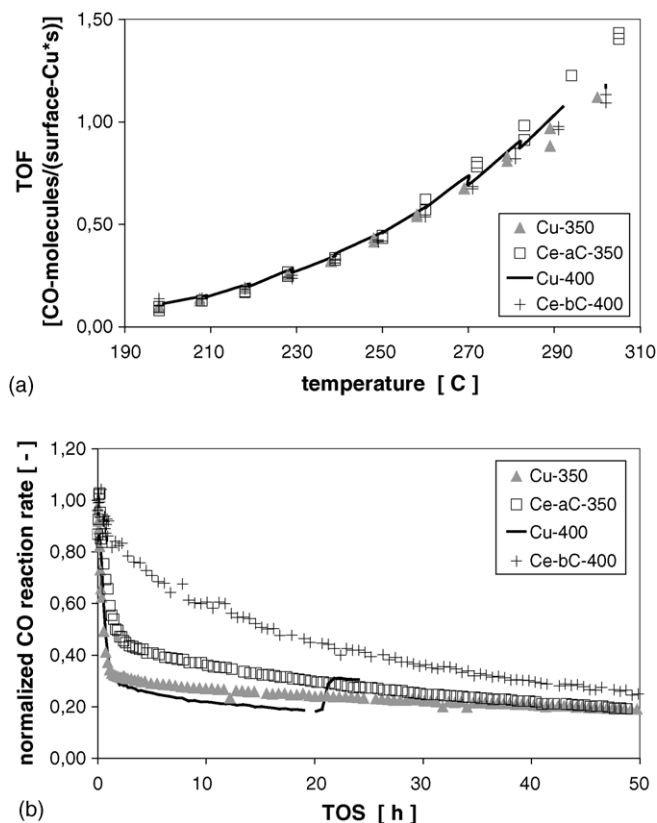 1,50
1,00
0,50
0,00
TOF
[CO-molecules/(surface-Cu*s)]
Cu-350
Ce-aC-350
Cu-400
Ce-bC-400
190 210 230 250 270 290 310
temperature [ C ]
(a)
1,20
1,00
0,80
0,60
0,40
0,20
0,00
normalized CO reaction rate [ - ]
Cu-350
Ce-aC-350
Cu-400
Ce-bC-400
0 10 20 30 40 50
TOS [ h ]
(b)